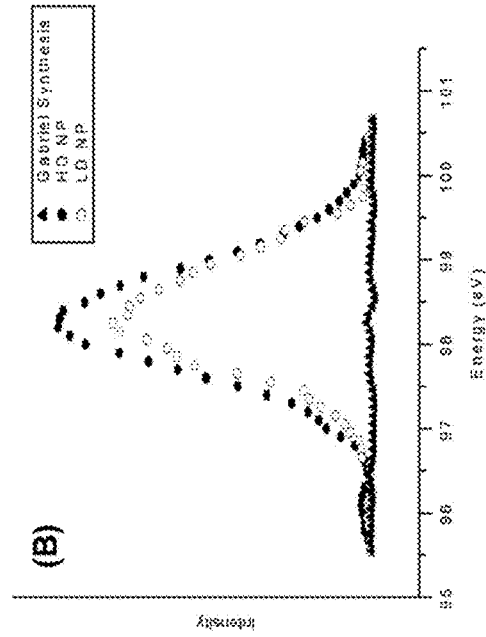 (B)
Gabriel Synthesis
HD NP
LD NP
Intensity
95
96
97
98
99
100
101
Energy (eV)